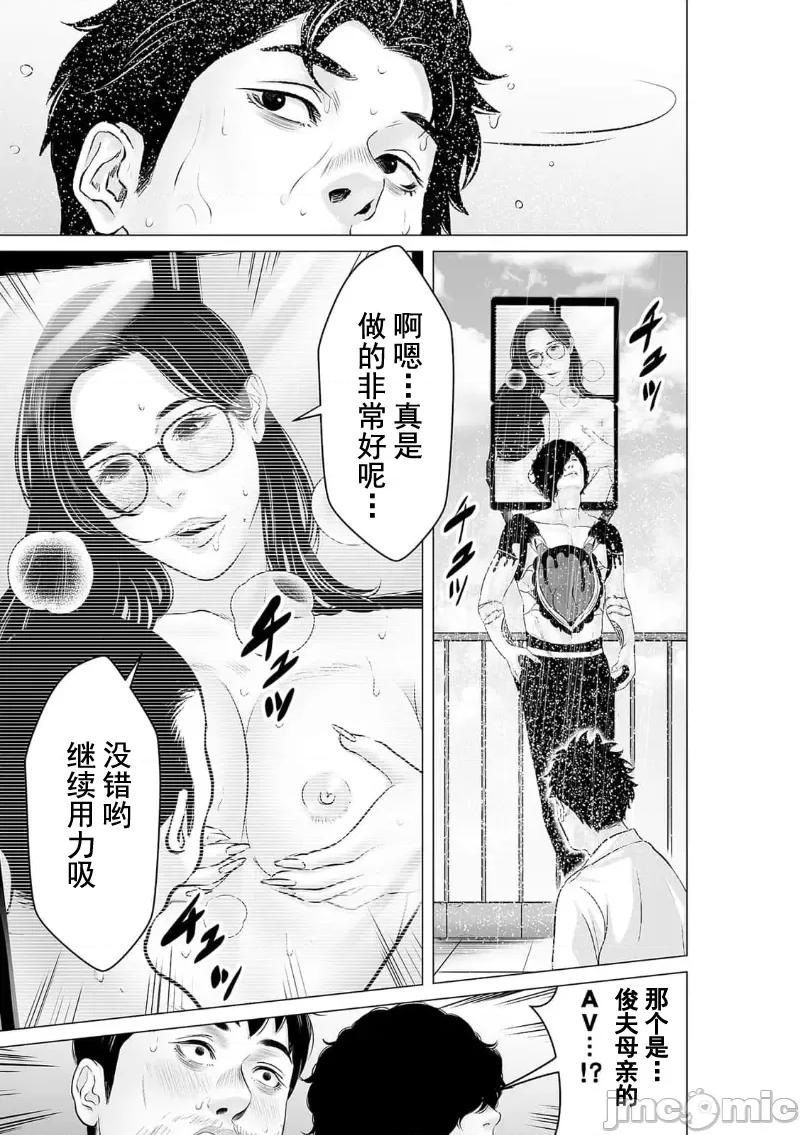 チュッ
チュッ
啊嗯…真是
做的非常好呢…
チュッ
没错哟
继续用力吸
チュッ
那个是…
俊夫母亲的
AV…!?
jmcomic